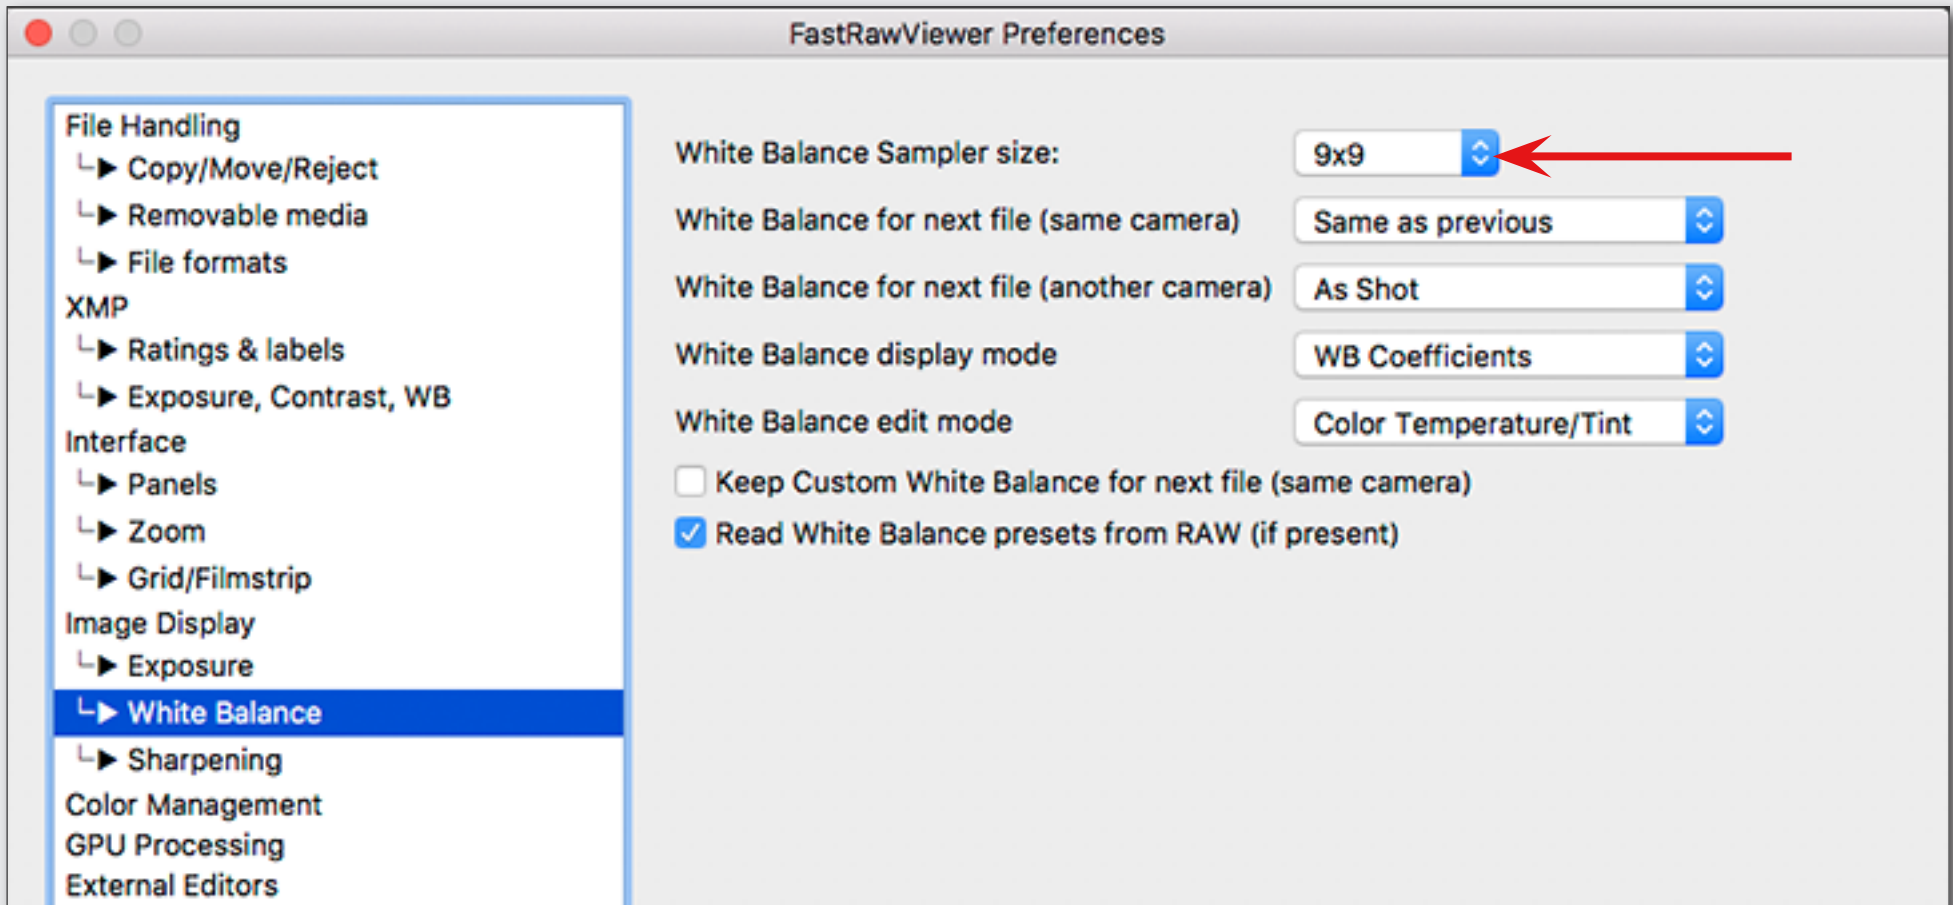 FastRawViewer Preferences
File Handling
Copy/Move/Reject
Removable media
File formats
XMP
Ratings & labels
Exposure, Contrast, WB
Interface
Panels
Zoom
Grid/Filmstrip
Image Display
Exposure
White Balance
Sharpening
Color Management
GPU Processing
External Editors
White Balance Sampler size: 9x9
White Balance for next file (same camera) Same as previous
White Balance for next file (another camera) As Shot
White Balance display mode WB Coefficients
White Balance edit mode Color Temperature/Tint
Keep Custom White Balance for next file (same camera)
Read White Balance presets from RAW (if present)